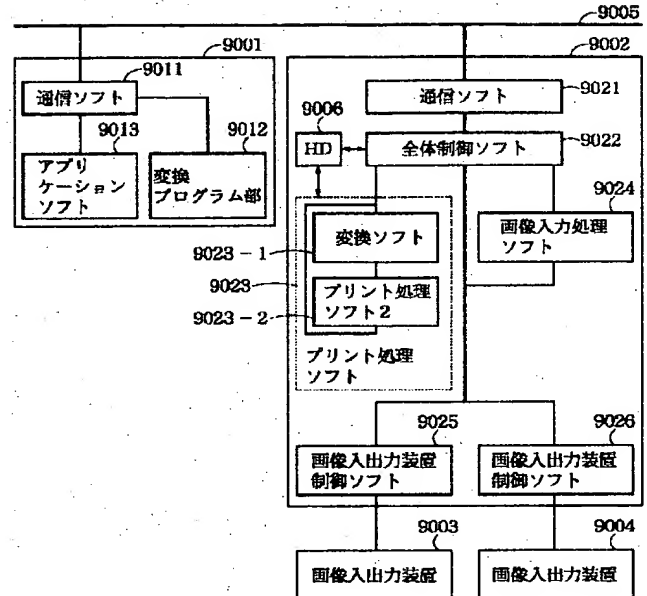 9005
9001
9002
9011
通信ソフト
9013
9012
アプリ
ケーション
ソフト
変換
プログラム部
9021
通信ソフト
9006
HD
9022
全体制御ソフト
9024
画像入力処理
ソフト
9023-1
変換ソフト
9023
9023-2
プリント処理
ソフト2
プリント処理
ソフト
9025
画像入出力装置
制御ソフト
9026
画像入出力装置
制御ソフト
9003
画像入出力装置
9004
画像入出力装置